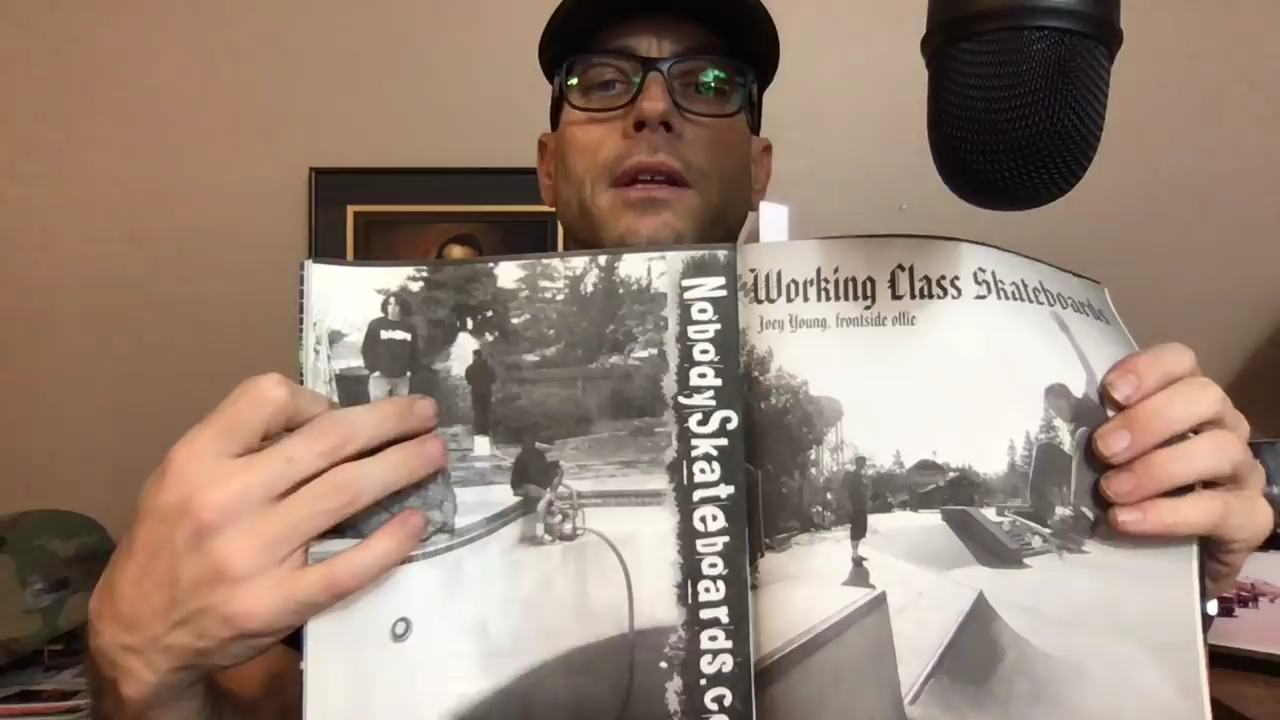 NobodySkateboards.c
Working Class Skateboards
Joey Young, frontside ollie